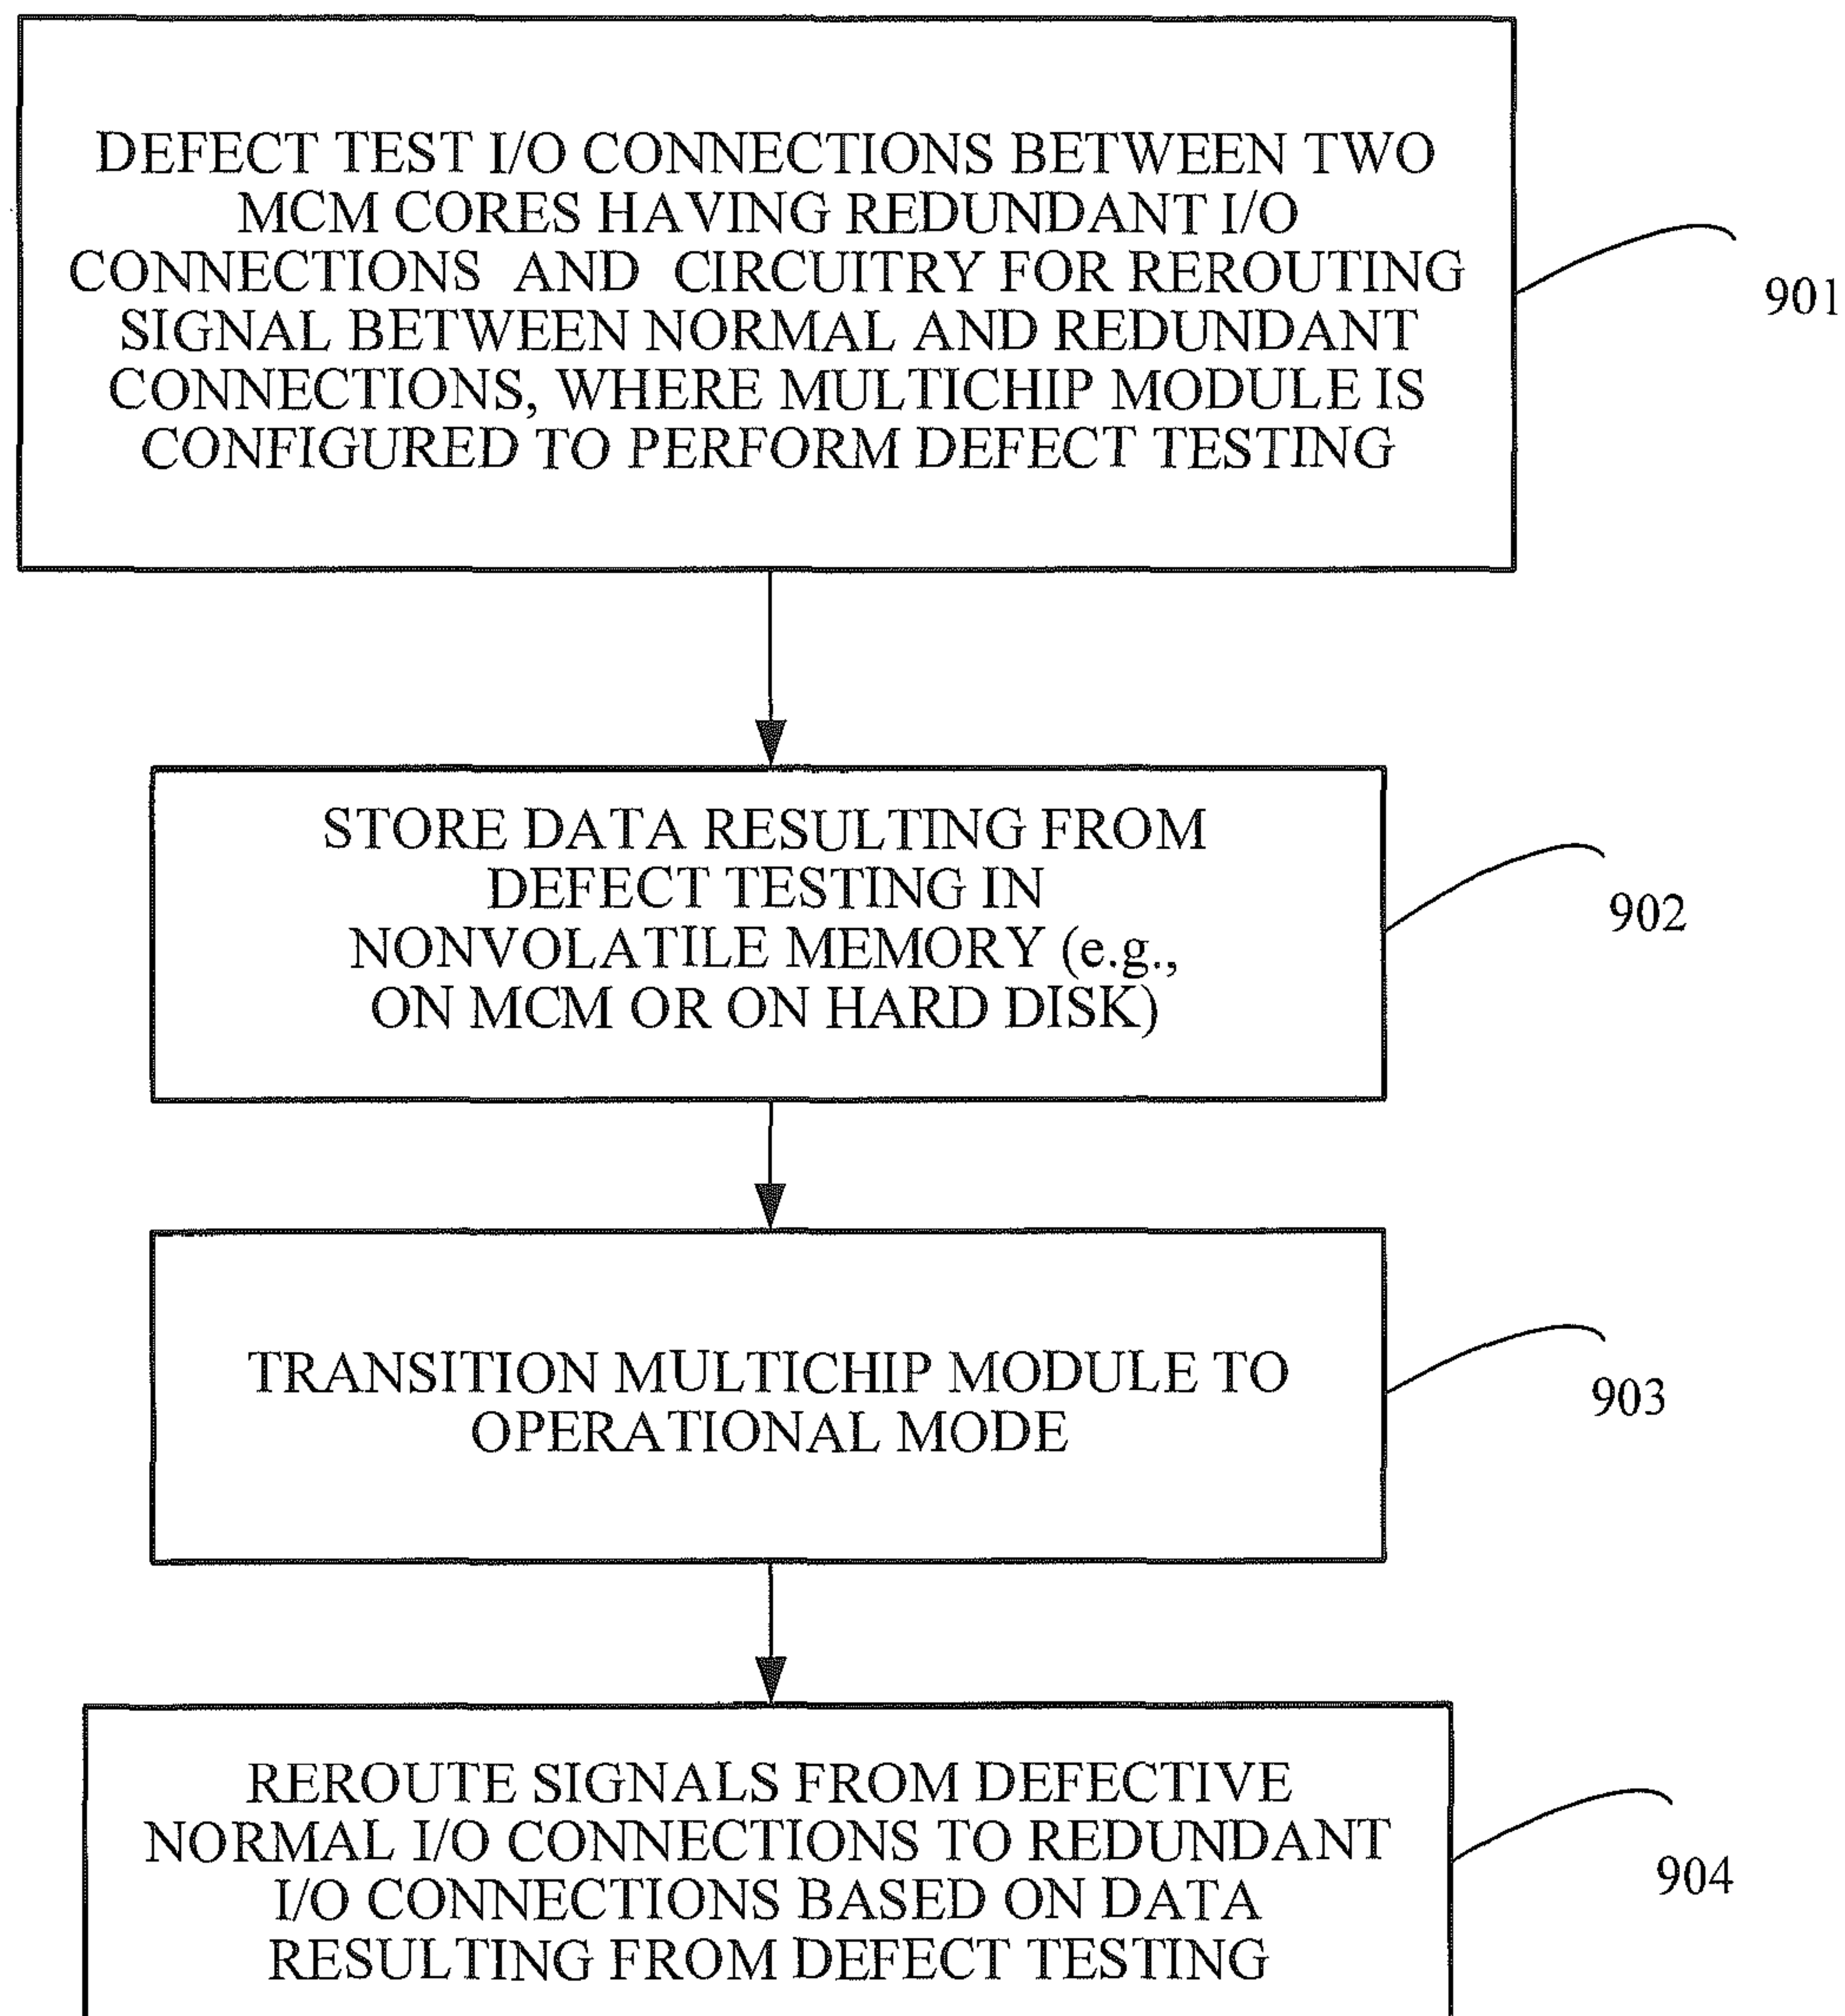 DEFECT TEST I/O CONNECTIONS BETWEEN TWO
MCM CORES HAVING REDUNDANT I/O
CONNECTIONS AND CIRCUITRY FOR REROUTING
SIGNAL BETWEEN NORMAL AND REDUNDANT
CONNECTIONS, WHERE MULTICHIP MODULE IS
CONFIGURED TO PERFORM DEFECT TESTING
901
STORE DATA RESULTING FROM
DEFECT TESTING IN
NONVOLATILE MEMORY (e.g.,
ON MCM OR ON HARD DISK)
902
TRANSITION MULTICHIP MODULE TO
OPERATIONAL MODE
903
REROUTE SIGNALS FROM DEFECTIVE
NORMAL I/O CONNECTIONS TO REDUNDANT
I/O CONNECTIONS BASED ON DATA
RESULTING FROM DEFECT TESTING
904